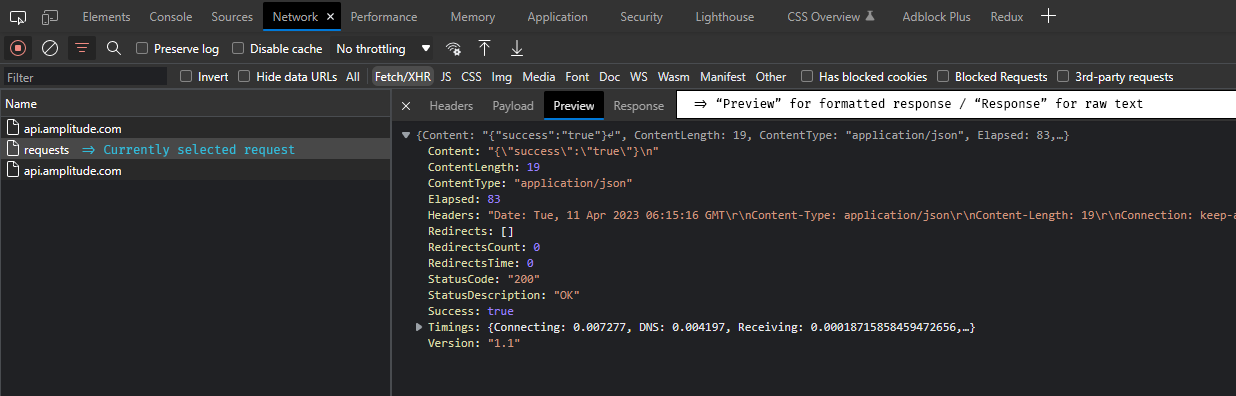 Elements Console Sources Network × Performance Memory Application Security Lighthouse CSS Overview Adblock Plus Redux +
Preserve log Disable cache No throttling
Filter Invert Hide data URLs All Fetch/XHR JS CSS Img Media Font Doc WS Wasm Manifest Other Has blocked cookies Blocked Requests 3rd-party requests
Name
× Headers Payload Preview Response ⇒ “Preview” for formatted response / “Response” for raw text
api.amplitude.com
requests ⇒ Currently selected request
api.amplitude.com
▼ {Content: "{"success":"true"}↵", ContentLength: 19, ContentType: "application/json", Elapsed: 83,…}
Content: "{\"success\":\"true\"}\n"
ContentLength: 19
ContentType: "application/json"
Elapsed: 83
Headers: "Date: Tue, 11 Apr 2023 06:15:16 GMT\r\nContent-Type: application/json\r\nContent-Length: 19\r\nConnection: keep-a
Redirects: []
RedirectsCount: 0
RedirectsTime: 0
StatusCode: "200"
StatusDescription: "OK"
Success: true
▶ Timings: {Connecting: 0.007277, DNS: 0.004197, Receiving: 0.00018715858459472656,…}
Version: "1.1"